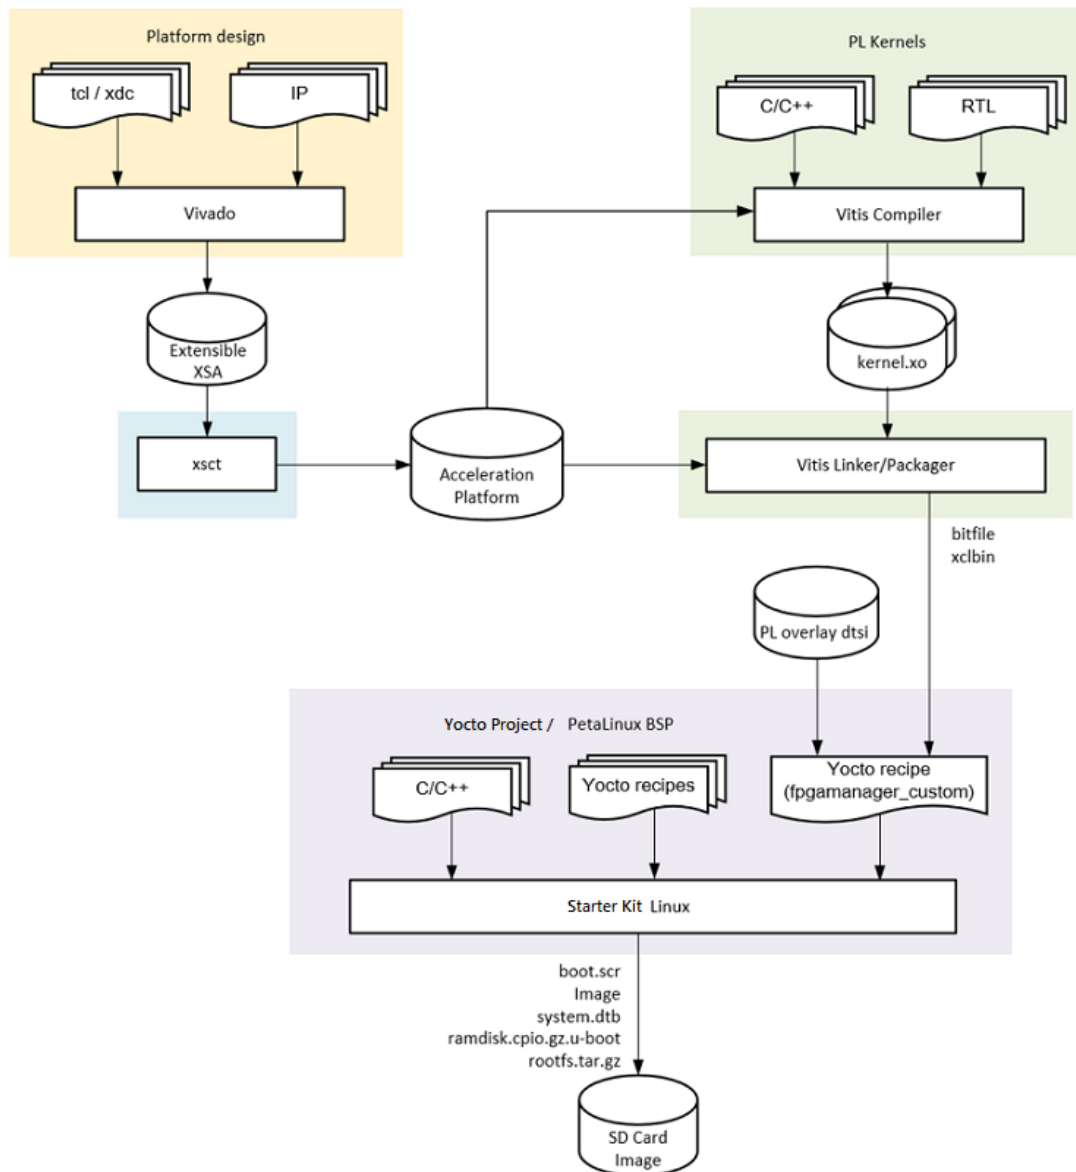 Platform design
tcl / xdc
IP
Vivado
Extensible
XSA
xsct
Acceleration
Platform
PL Kernels
C/C++
RTL
Vitis Compiler
kernel.xo
Vitis Linker/Packager
bitfile
xclbin
PL overlay dtsi
Yocto Project / PetaLinux BSP
C/C++
Yocto recipes
Yocto recipe
(fpgamanager_custom)
Starter Kit Linux
boot.scr
Image
system.dtb
ramdisk.cpio.gz.u-boot
rootfs.tar.gz
SD Card
Image